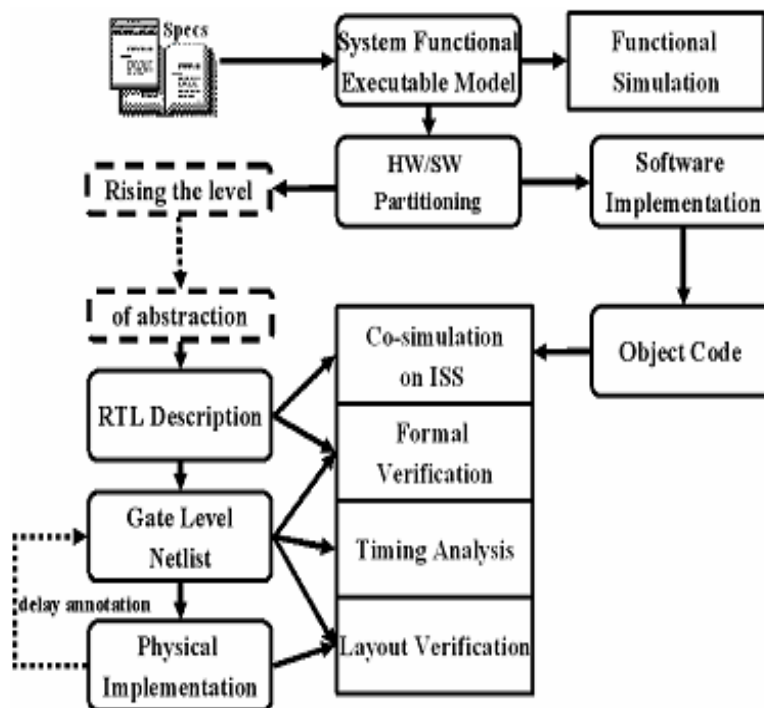 Specs
System Functional
Executable Model
Functional
Simulation
HW/SW
Partitioning
Software
Implementation
Rising the level
of abstraction
Co-simulation
on ISS
Object Code
RTL Description
Formal
Verification
Gate Level
Netlist
Timing Analysis
delay annotation
Physical
Implementation
Layout Verification